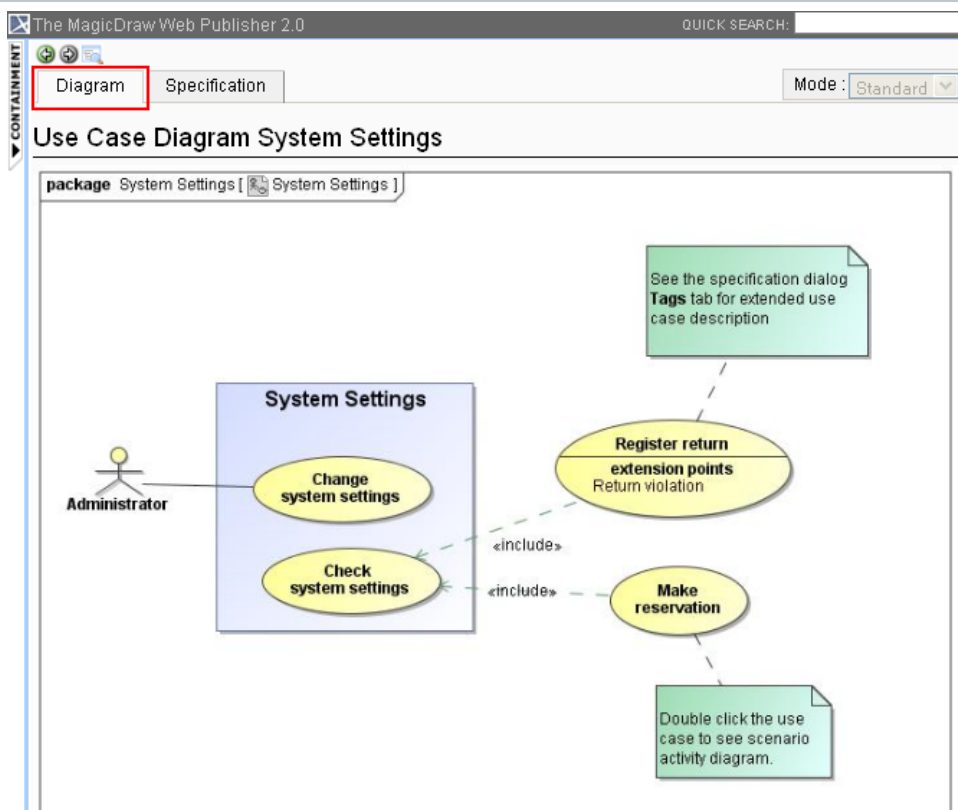 The MagicDraw Web Publisher 2.0
QUICK SEARCH:
CONTAINMENT
Diagram
Specification
Mode :
Standard
Use Case Diagram System Settings
package System Settings [ System Settings ]
See the specification dialog
Tags tab for extended use
case description
System Settings
Register return
extension points
Return violation
Change
system settings
Administrator
«include»
Check
system settings
«include»
Make
reservation
Double click the use
case to see scenario
activity diagram.